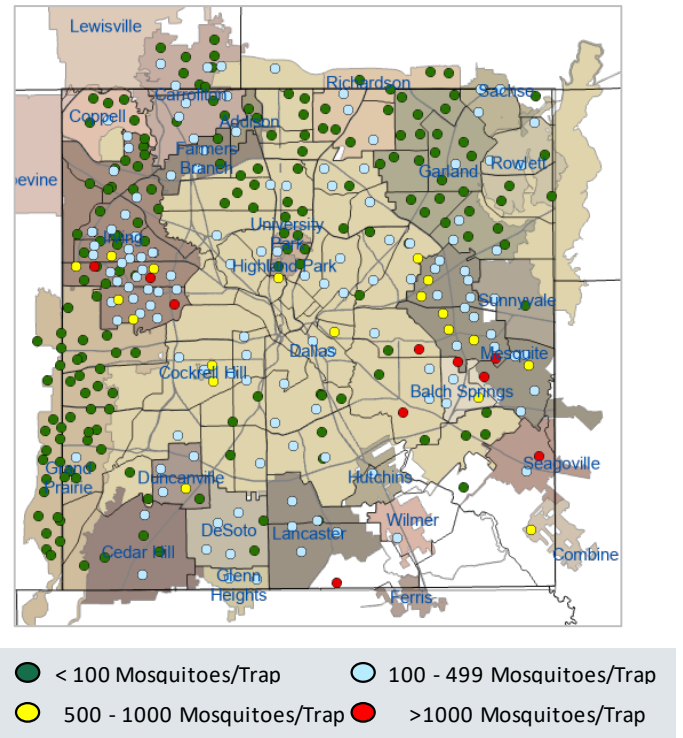 Lewisville
Richardson
Carrollton
Sachse
Coppell
Addison
Farmers
Branch
Garland
Rowlett
evine
University
Park
Irving
Highland Park
Sunnyvale
Dallas
Mesquite
Cockrell Hill
Balch Springs
Grand
Prairie
Duncanville
Hutchins
Seagoville
DeSoto
Lancaster
Wilmer
Cedar Hill
Combine
Glenn
Heights
Ferris
< 100 Mosquitoes/Trap
100 - 499 Mosquitoes/Trap
500 - 1000 Mosquitoes/Trap
>1000 Mosquitoes/Trap